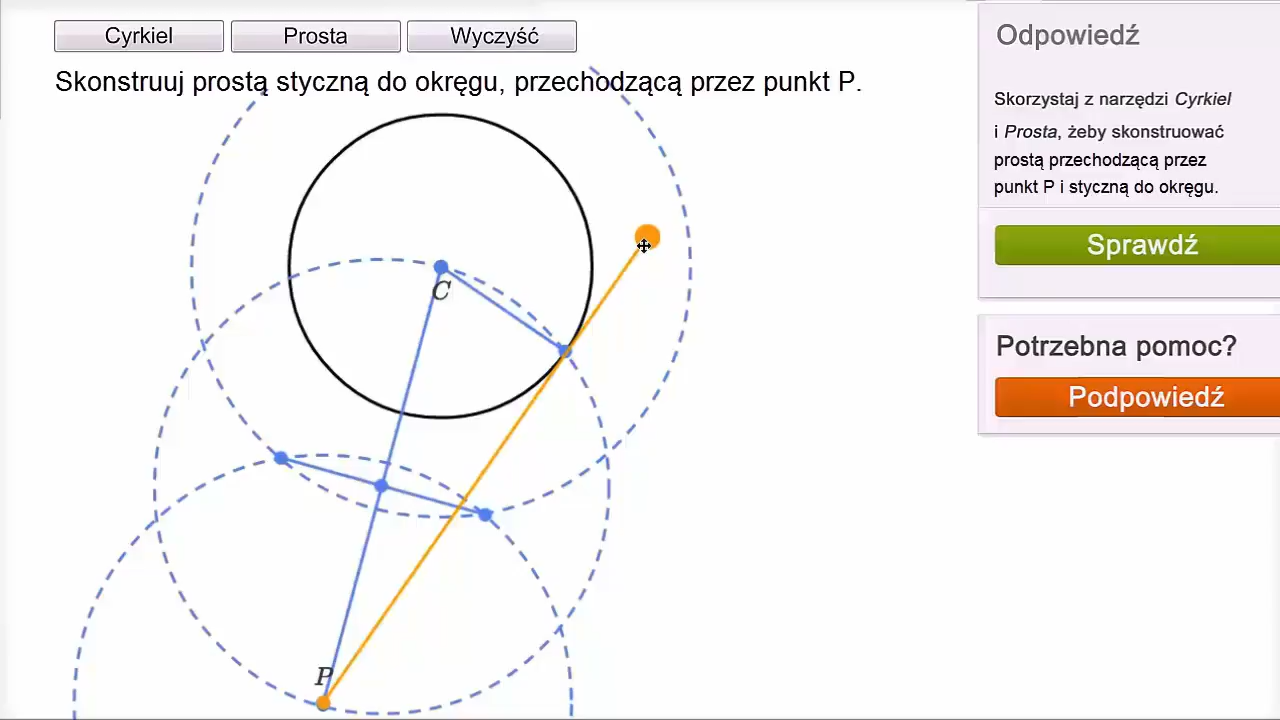 Cyrkiel
Prosta
Wyczyść
Skonstruuj prostą styczną do okręgu, przechodzącą przez punkt P.
C
P
Odpowiedź
Skorzystaj z narzędzi Cyrkiel
i Prosta, żeby skonstruować
prostą przechodzącą przez
punkt P i styczną do okręgu.
Sprawdź
Potrzebna pomoc?
Podpowiedź